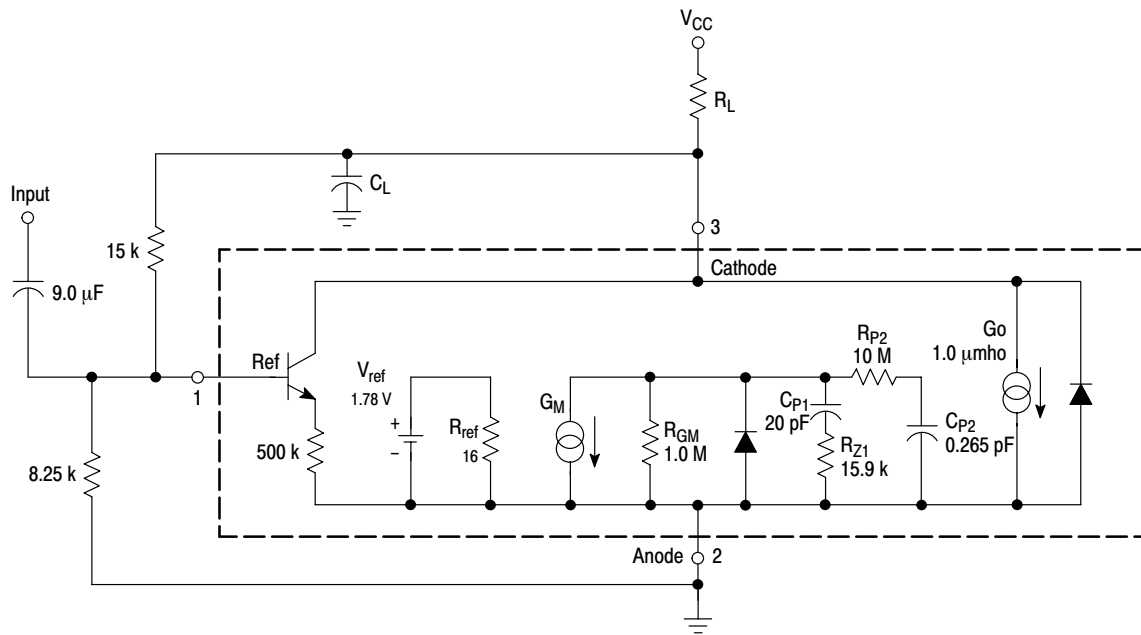 VCC
RL
Input
CL
15 k
3
Cathode
9.0 μF
Go
1.0 μmho
RP2
10 M
Ref
Vref
1.78 V
1
GM
CP1
20 pF
CP2
0.265 pF
Rref
16
RGM
1.0 M
500 k
+
–
RZ1
15.9 k
8.25 k
Anode
2